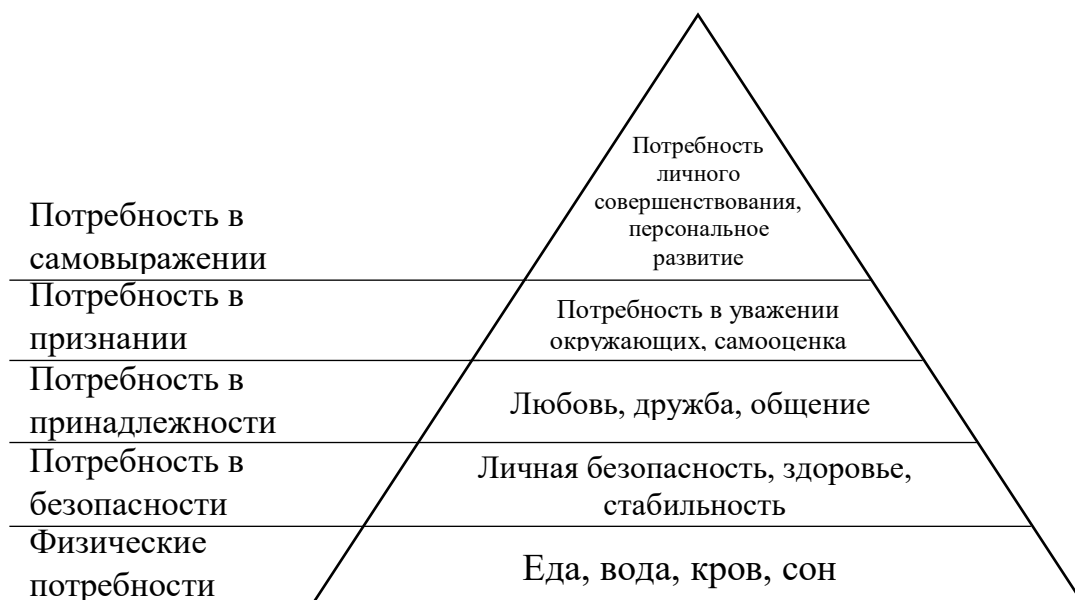 Потребность
личного
совершенствования,
персональное
развитие
Потребность в
самовыражении
Потребность в
признании
Потребность в уважении
окружающих, самооценка
Потребность в
принадлежности
Любовь, дружба, общение
Потребность в
безопасности
Личная безопасность, здоровье,
стабильность
Физические
потребности
Еда, вода, кров, сон